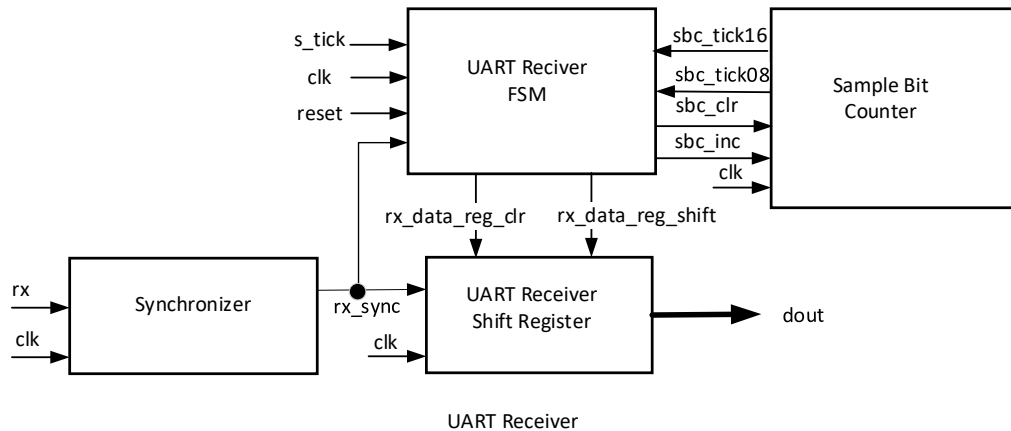 s_tick
clk
reset
UART Reciver
FSM
sbc_tick16
sbc_tick08
sbc_clr
sbc_inc
clk
Sample Bit
Counter
rx_data_reg_clr
rx_data_reg_shift
rx
clk
Synchronizer
rx_sync
clk
UART Receiver
Shift Register
dout
UART Receiver